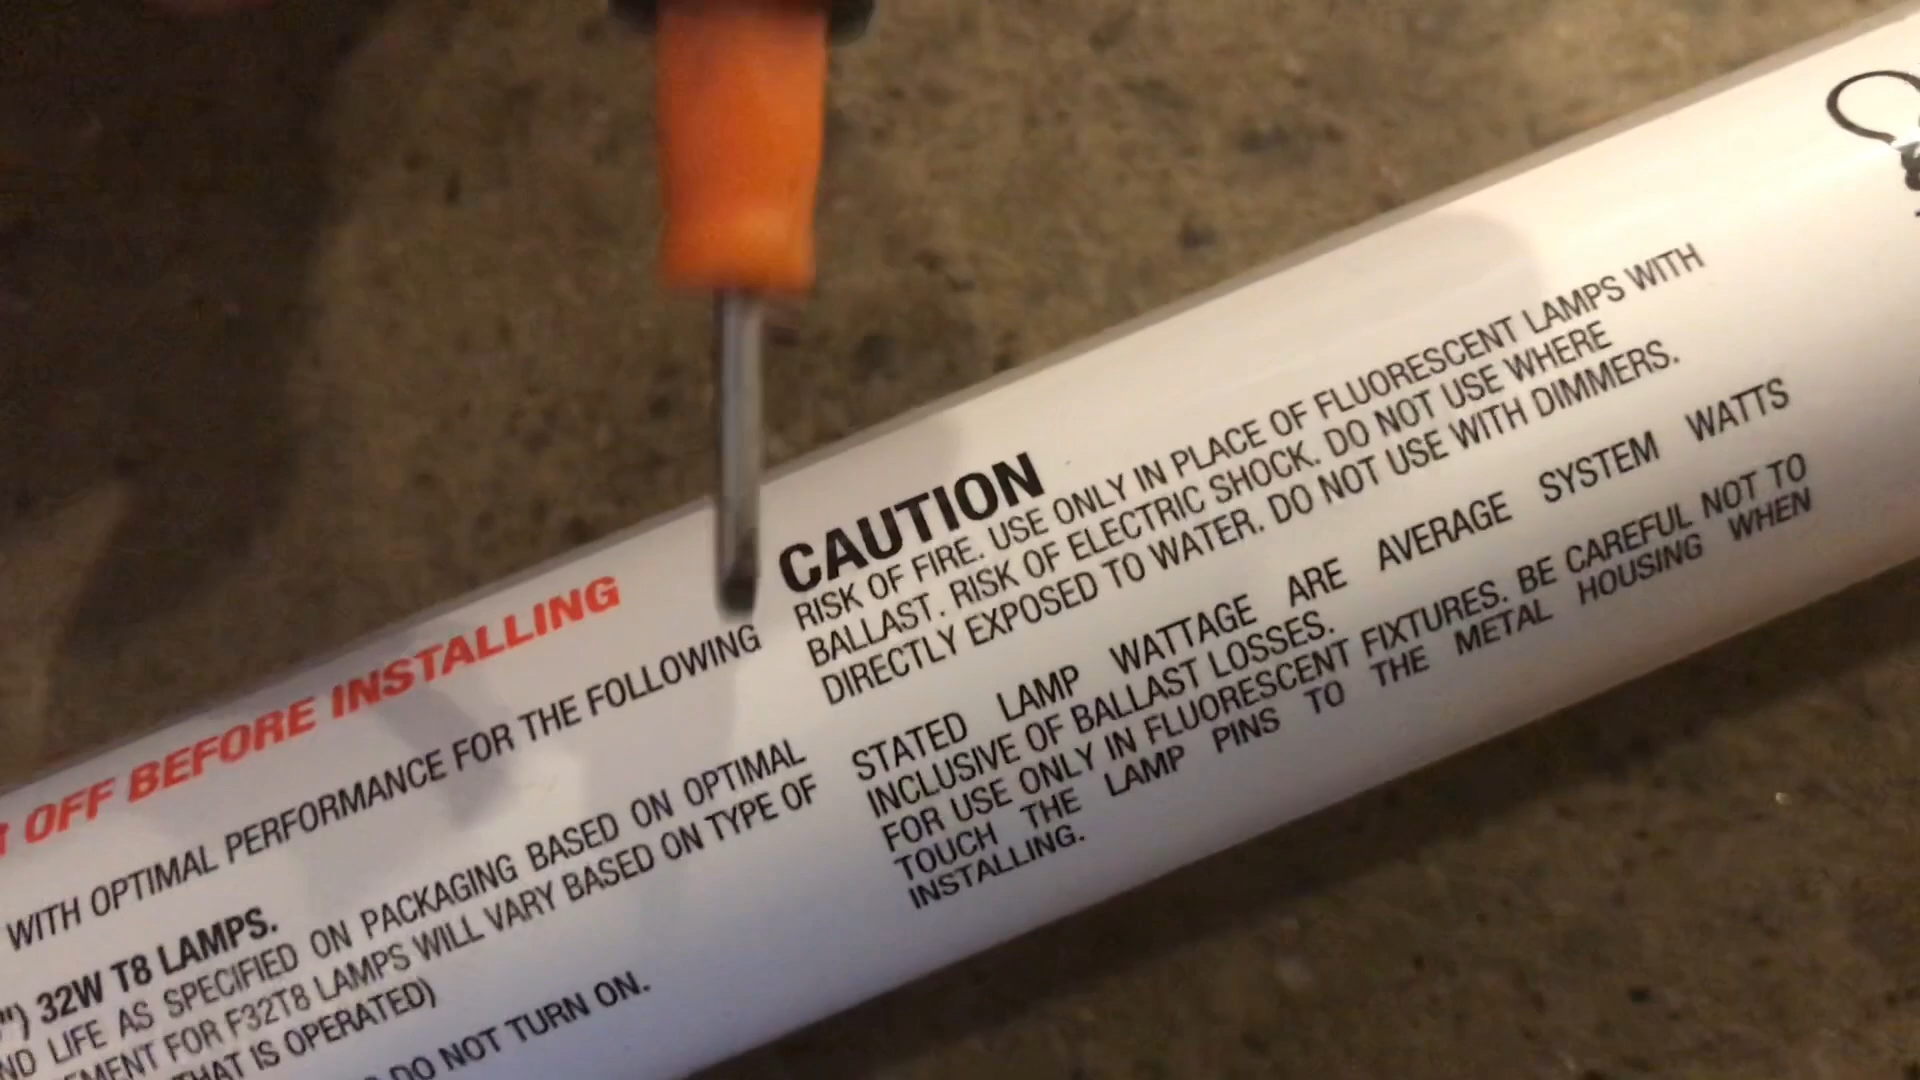 OFF BEFORE INSTALLING
WITH OPTIMAL PERFORMANCE FOR THE FOLLOWING
32W T8 LAMPS.
LIFE AS SPECIFIED ON PACKAGING BASED ON OPTIMAL
FOR F32T8 LAMPS WILL VARY BASED ON TYPE OF
IS OPERATED)
DO NOT TURN ON.
CAUTION
RISK OF FIRE. USE ONLY IN PLACE OF FLUORESCENT LAMPS WITH
BALLAST. RISK OF ELECTRIC SHOCK. DO NOT USE WHERE
DIRECTLY EXPOSED TO WATER. DO NOT USE WITH DIMMERS.
STATED LAMP WATTAGE ARE AVERAGE SYSTEM WATTS
INCLUSIVE OF BALLAST LOSSES.
FOR USE ONLY IN FLUORESCENT FIXTURES. BE CAREFUL NOT TO
TOUCH THE LAMP PINS TO THE METAL HOUSING WHEN
INSTALLING.